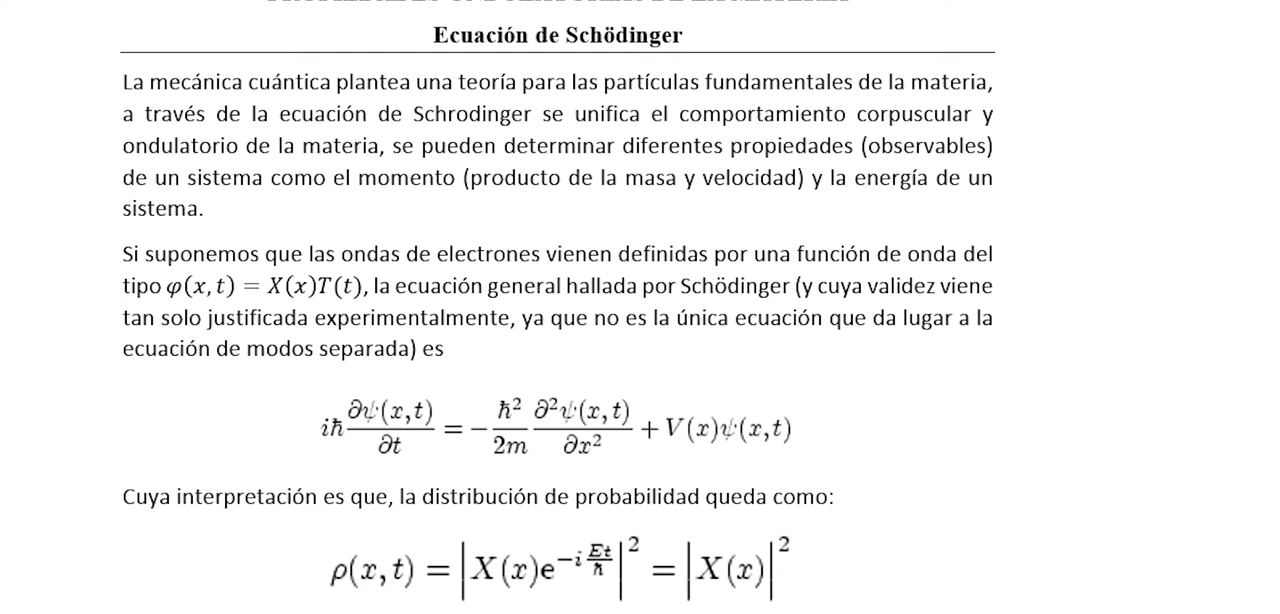 Ecuación de Schödinger
La mecánica cuántica plantea una teoría para las partículas fundamentales de la materia,
a través de la ecuación de Schrodinger se unifica el comportamiento corpuscular y
ondulatorio de la materia, se pueden determinar diferentes propiedades (observables)
de un sistema como el momento (producto de la masa y velocidad) y la energía de un
sistema.
Si suponemos que las ondas de electrones vienen definidas por una función de onda del
tipo φ(x, t) = X(x)T(t), la ecuación general hallada por Schödinger (y cuya validez viene
tan solo justificada experimentalmente, ya que no es la única ecuación que da lugar a la
ecuación de modos separada) es
iħ ∂ψ(x,t)/∂t = − ħ²/2m ∂²ψ(x,t)/∂x² + V(x)ψ(x,t)
Cuya interpretación es que, la distribución de probabilidad queda como:
ρ(x,t) = |X(x)e^{−i Et/ħ}|² = |X(x)|²